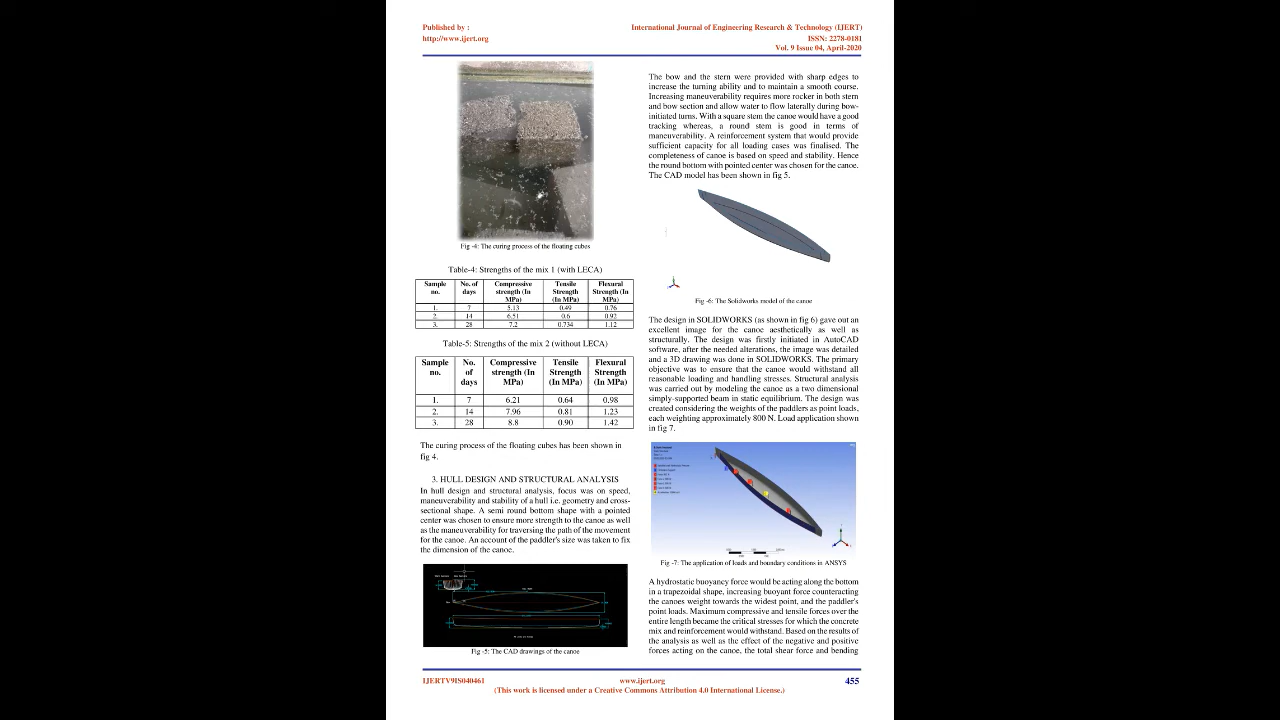 Published by :
International Journal of Engineering Research & Technology (IJERT)
http://www.ijert.org
ISSN: 2278-0181
Vol. 9 Issue 04, April-2020
Fig -4: The curing process of the floating cubes
Table-4: Strengths of the mix 1 (with LECA)
Sample no. No. of days Compressive strength (In MPa) Tensile Strength (In MPa) Flexural Strength (In MPa)
1. 7 5.13 0.49 0.76
2. 14 6.51 0.6 0.92
3. 28 7.2 0.734 1.12
Table-5: Strengths of the mix 2 (without LECA)
Sample no. No. of days Compressive strength (In MPa) Tensile Strength (In MPa) Flexural Strength (In MPa)
1. 7 6.21 0.64 0.98
2. 14 7.96 0.81 1.23
3. 28 8.8 0.90 1.42
The curing process of the floating cubes has been shown in
fig 4.
3. HULL DESIGN AND STRUCTURAL ANALYSIS
In hull design and structural analysis, focus was on speed,
maneuverability and stability of a hull i.e. geometry and cross-
sectional shape. A semi round bottom shape with a pointed
center was chosen to ensure more strength to the canoe as well
as the maneuverability for traversing the path of the movement
for the canoe. An account of the paddler's size was taken to fix
the dimension of the canoe.
Fig -5: The CAD drawings of the canoe
The bow and the stern were provided with sharp edges to
increase the turning ability and to maintain a smooth course.
Increasing maneuverability requires more rocker in both stern
and bow section and allow water to flow laterally during bow-
initiated turns. With a square stem the canoe would have a good
tracking whereas, a round stem is good in terms of
maneuverability. A reinforcement system that would provide
sufficient capacity for all loading cases was finalised. The
completeness of canoe is based on speed and stability. Hence
the round bottom with pointed center was chosen for the canoe.
The CAD model has been shown in fig 5.
Fig -6: The Solidworks model of the canoe
The design in SOLIDWORKS (as shown in fig 6) gave out an
excellent image for the canoe aesthetically as well as
structurally. The design was firstly initiated in AutoCAD
software, after the needed alterations, the image was detailed
and a 3D drawing was done in SOLIDWORKS. The primary
objective was to ensure that the canoe would withstand all
reasonable loading and handling stresses. Structural analysis
was carried out by modeling the canoe as a two dimensional
simply-supported beam in static equilibrium. The design was
created considering the weights of the paddlers as point loads,
each weighting approximately 800 N. Load application shown
in fig 7.
Fig -7: The application of loads and boundary conditions in ANSYS
A hydrostatic buoyancy force would be acting along the bottom
in a trapezoidal shape, increasing buoyant force counteracting
the canoes weight towards the widest point, and the paddler's
point loads. Maximum compressive and tensile forces over the
entire length became the critical stresses for which the concrete
mix and reinforcement would withstand. Based on the results of
the analysis as well as the effect of the negative and positive
forces acting on the canoe, the total shear force and bending
IJERTV9IS040461
www.ijert.org
455
(This work is licensed under a Creative Commons Attribution 4.0 International License.)